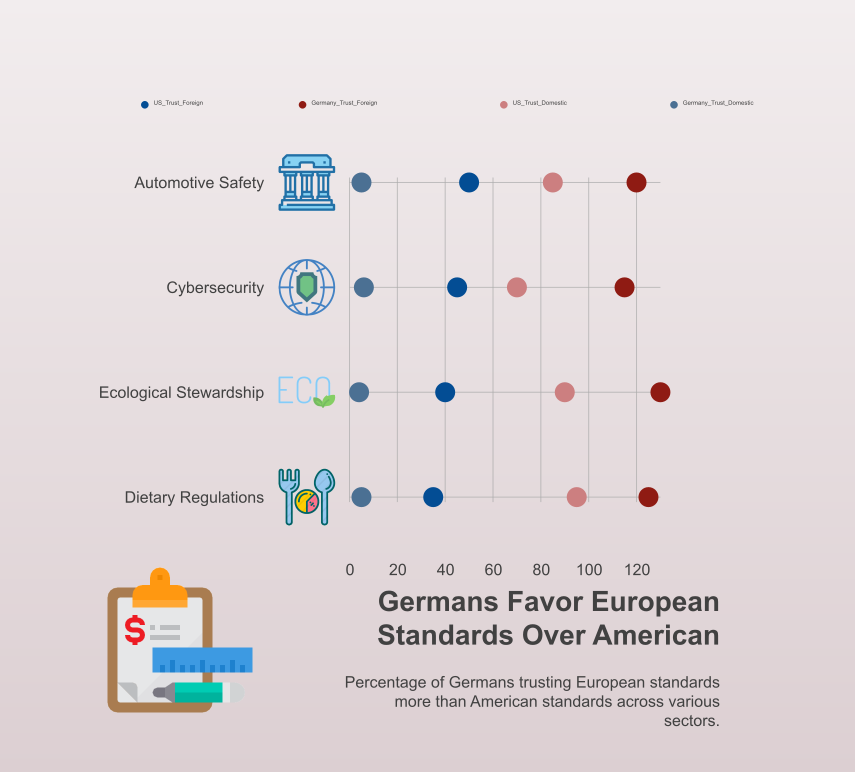 US_Trust_Foreign
Germany_Trust_Foreign
US_Trust_Domestic
Germany_Trust_Domestic
Automotive Safety
Cybersecurity
Ecological Stewardship
ECO
Dietary Regulations
0 20 40 60 80 100 120
$
Germans Favor European
Standards Over American
Percentage of Germans trusting European standards
more than American standards across various
sectors.